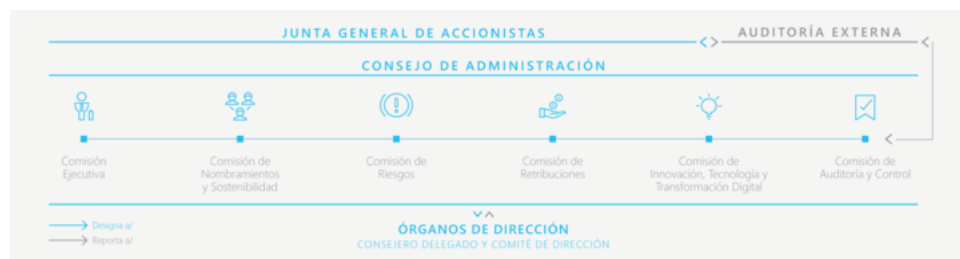 JUNTA GENERAL DE ACCIONISTAS
AUDITORÍA EXTERNA
CONSEJO DE ADMINISTRACIÓN
Comisión
Ejecutiva
Comisión de
Nombramientos
y Sostenibilidad
Comisión de
Riesgos
Comisión de
Retribuciones
Comisión de
Innovación, Tecnología y
Transformación Digital
Comisión de
Auditoría y Control
Designa a/
Reporta a/
ÓRGANOS DE DIRECCIÓN
CONSEJERO DELEGADO Y COMITÉ DE DIRECCIÓN